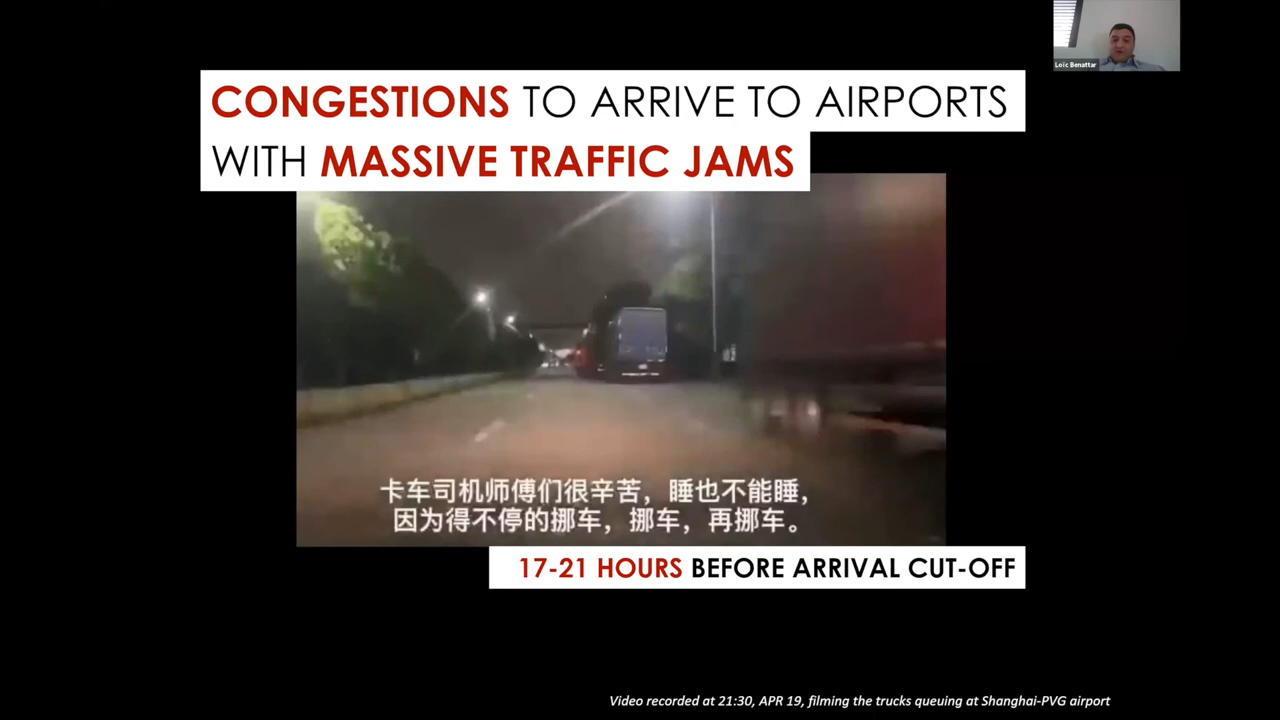 Loïc Benattar
CONGESTIONS TO ARRIVE TO AIRPORTS
WITH MASSIVE TRAFFIC JAMS
卡车司机师傅们很辛苦，睡也不能睡，
因为得不停的挪车，挪车，再挪车。
17-21 HOURS BEFORE ARRIVAL CUT-OFF
Video recorded at 21:30, APR 19, filming the trucks queuing at Shanghai-PVG airport